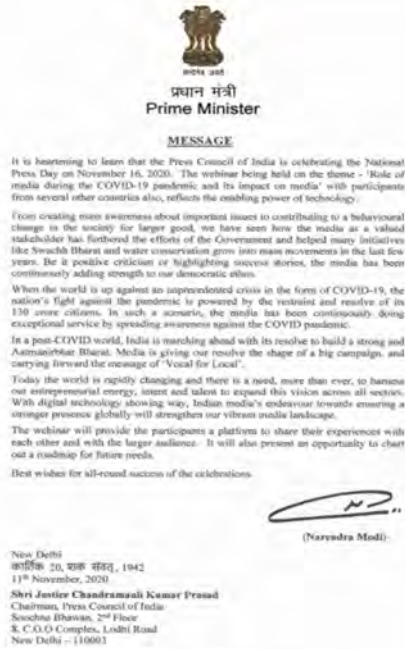 सत्यमेव जयते
प्रधान मंत्री
Prime Minister
MESSAGE
It is heartening to learn that the Press Council of India is celebrating the National
Press Day on November 16, 2020. The webinar being held on the theme - 'Role of
media during the COVID-19 pandemic and its impact on media' with participants
from several other countries also, reflects the enabling power of technology.
From creating mass awareness about important issues to contributing to a behavioural
change in the society for larger good, we have seen how the media as a valued
stakeholder has furthered the efforts of the Government and helped many initiatives
like Swachh Bharat and water conservation grow into mass movements in the last few
years. Be it positive criticism or highlighting success stories, the media has been
continuously adding strength to our democratic ethos.
When the world is up against an unprecedented crisis in the form of COVID-19, the
nation's fight against the pandemic is powered by the restraint and resolve of its
130 crore citizens. In such a scenario, the media has been continuously doing
exceptional service by spreading awareness against the COVID pandemic.
In a post-COVID world, India is marching ahead with its resolve to build a strong and
Aatmanirbhar Bharat. Media is giving our resolve the shape of a big campaign, and
carrying forward the message of 'Vocal for Local'.
Today the world is rapidly changing and there is a need, more than ever, to harness
our entrepreneurial energy, intent and talent to expand this vision across all sectors.
With digital technology showing way, Indian media's endeavour towards ensuring a
stronger presence globally will strengthen our vibrant media landscape.
The webinar will provide the participants a platform to share their experiences with
each other and with the larger audience. It will also present an opportunity to chart
out a roadmap for future needs.
Best wishes for all-round success of the celebrations.
(Narendra Modi)
New Delhi
कार्तिक 20, शक संवत्, 1942
11th November, 2020
Shri Justice Chandramauli Kumar Prasad
Chairman, Press Council of India
Soochna Bhawan, 2nd Floor
8, C.G.O Complex, Lodhi Road
New Delhi – 110003